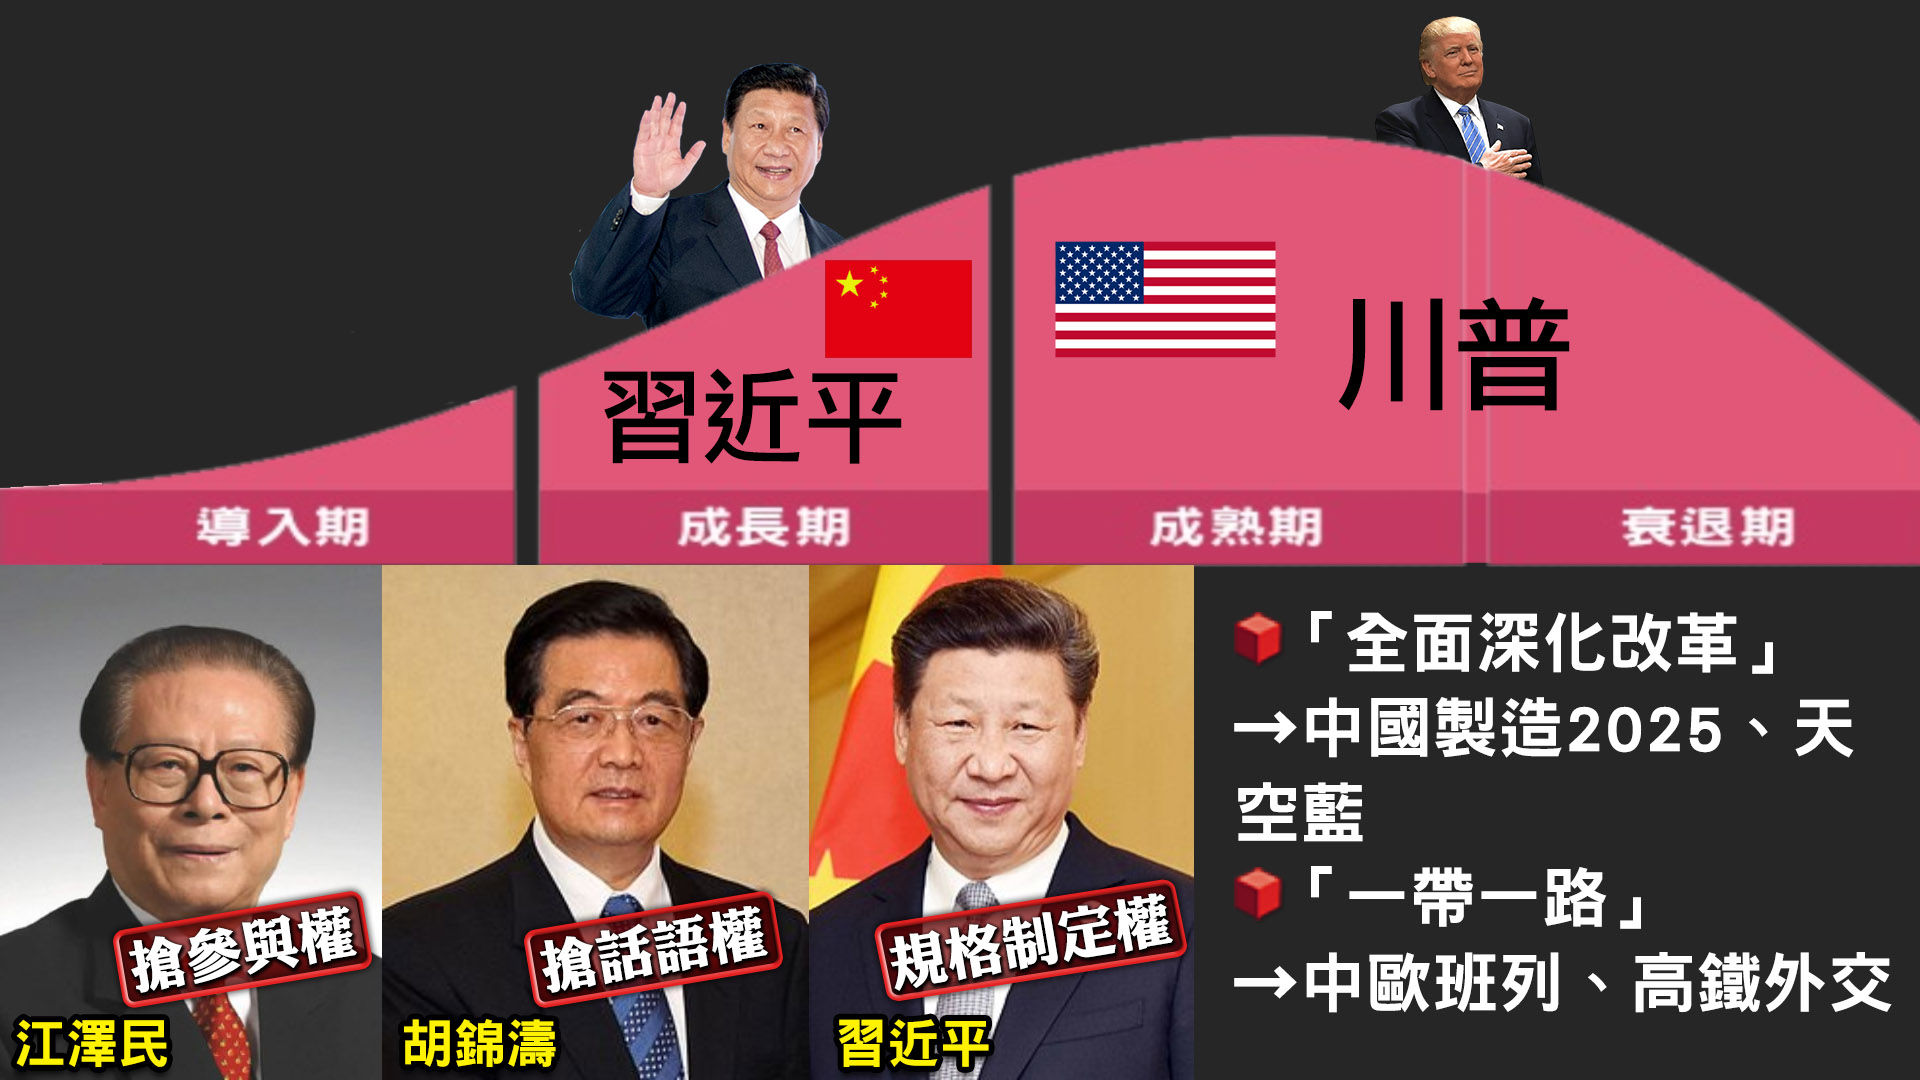 習近平
川普
導入期
成長期
成熟期
衰退期
搶參與權
江澤民
搶話語權
胡錦濤
規格制定權
習近平
「全面深化改革」
→中國製造2025、天
空藍
「一帶一路」
→中歐班列、高鐵外交